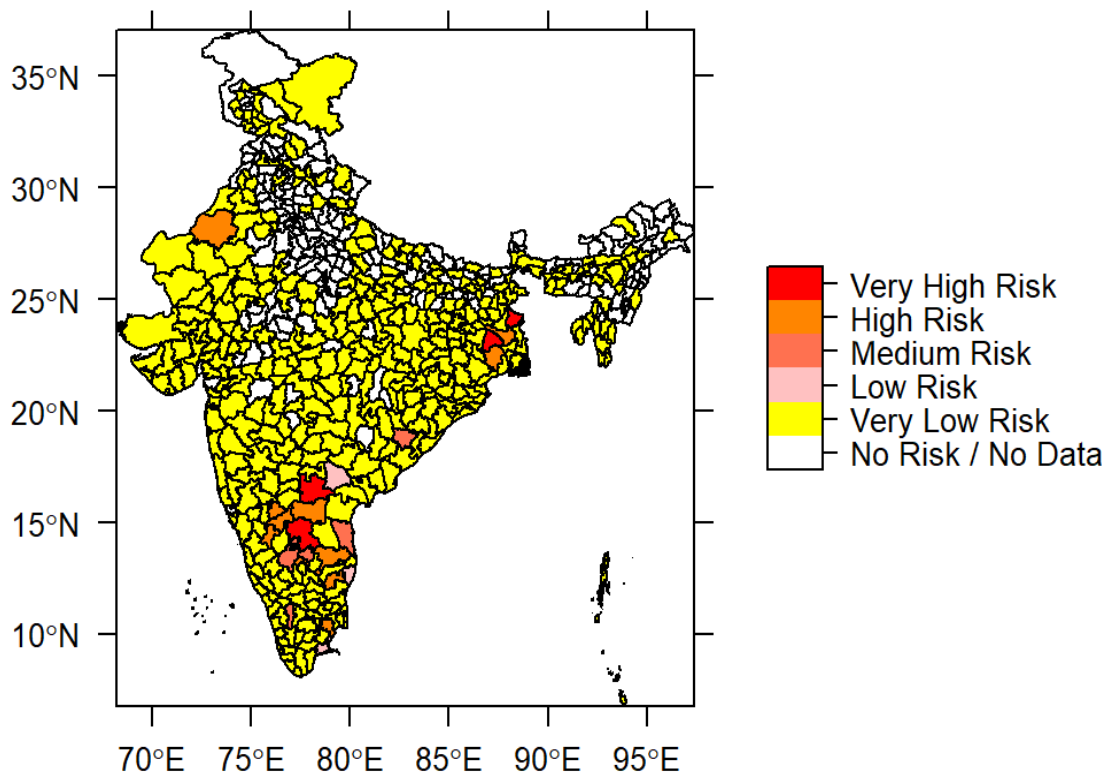 35°N
30°N
25°N
20°N
15°N
10°N
70°E 75°E 80°E 85°E 90°E 95°E
Very High Risk
High Risk
Medium Risk
Low Risk
Very Low Risk
No Risk / No Data